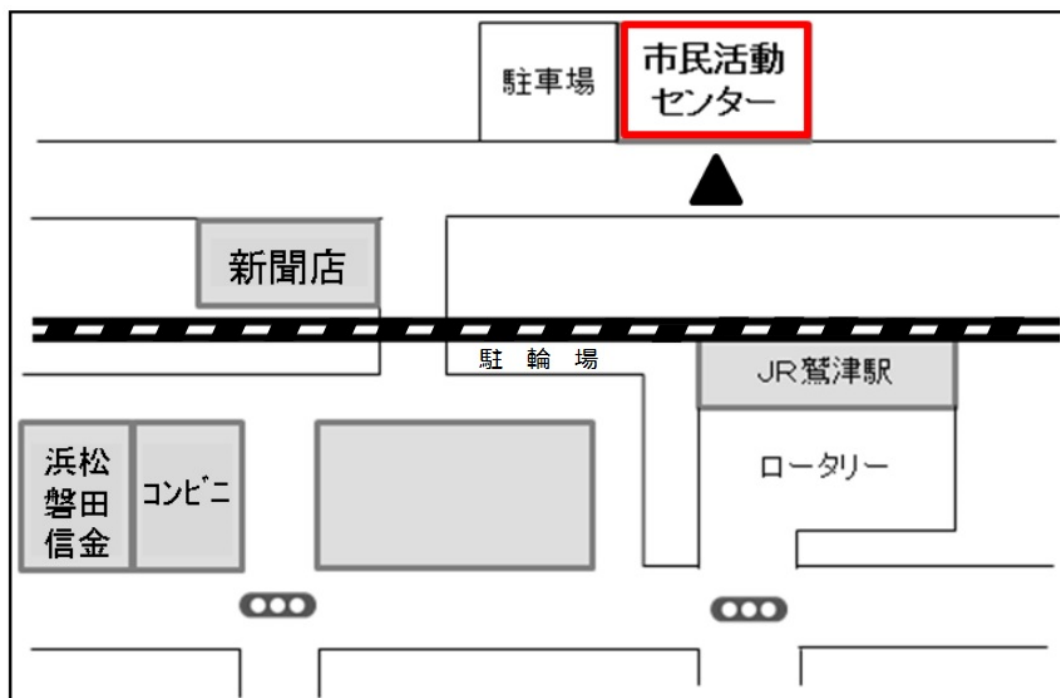 駐車場
市民活動
センター
新聞店
駐輪場
JR鷲津駅
ロータリー
浜松
磐田
信金
コンビニ